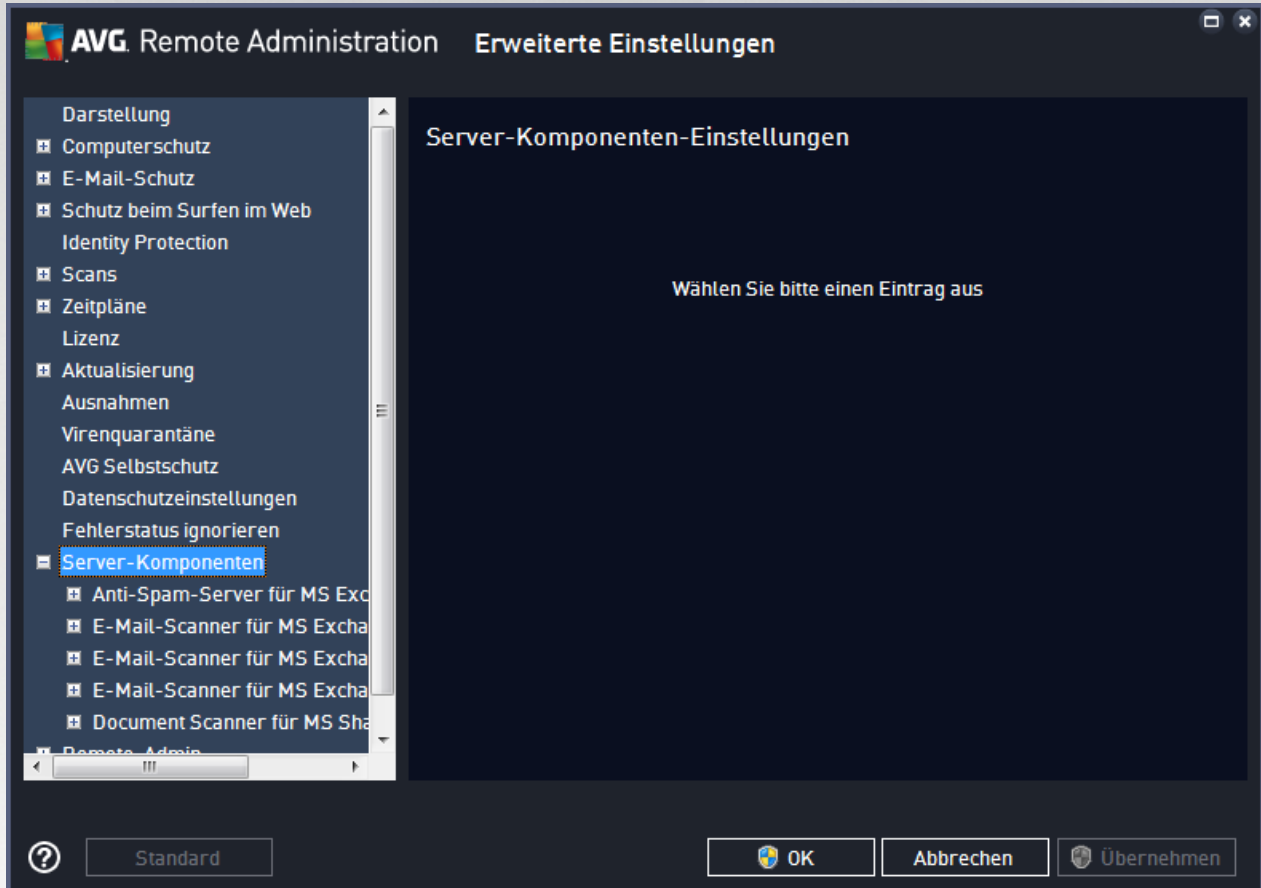 AVG. Remote Administration Erweiterte Einstellungen
Darstellung
Computerschutz
E-Mail-Schutz
Schutz beim Surfen im Web
Identity Protection
Scans
Zeitpläne
Lizenz
Aktualisierung
Ausnahmen
Virenquarantäne
AVG Selbstschutz
Datenschutzeinstellungen
Fehlerstatus ignorieren
Server-Komponenten
Anti-Spam-Server für MS Exc
E-Mail-Scanner für MS Excha
E-Mail-Scanner für MS Excha
E-Mail-Scanner für MS Excha
Document Scanner für MS Sha
Remote-Admin
Server-Komponenten-Einstellungen
Wählen Sie bitte einen Eintrag aus
Standard
OK
Abbrechen
Übernehmen